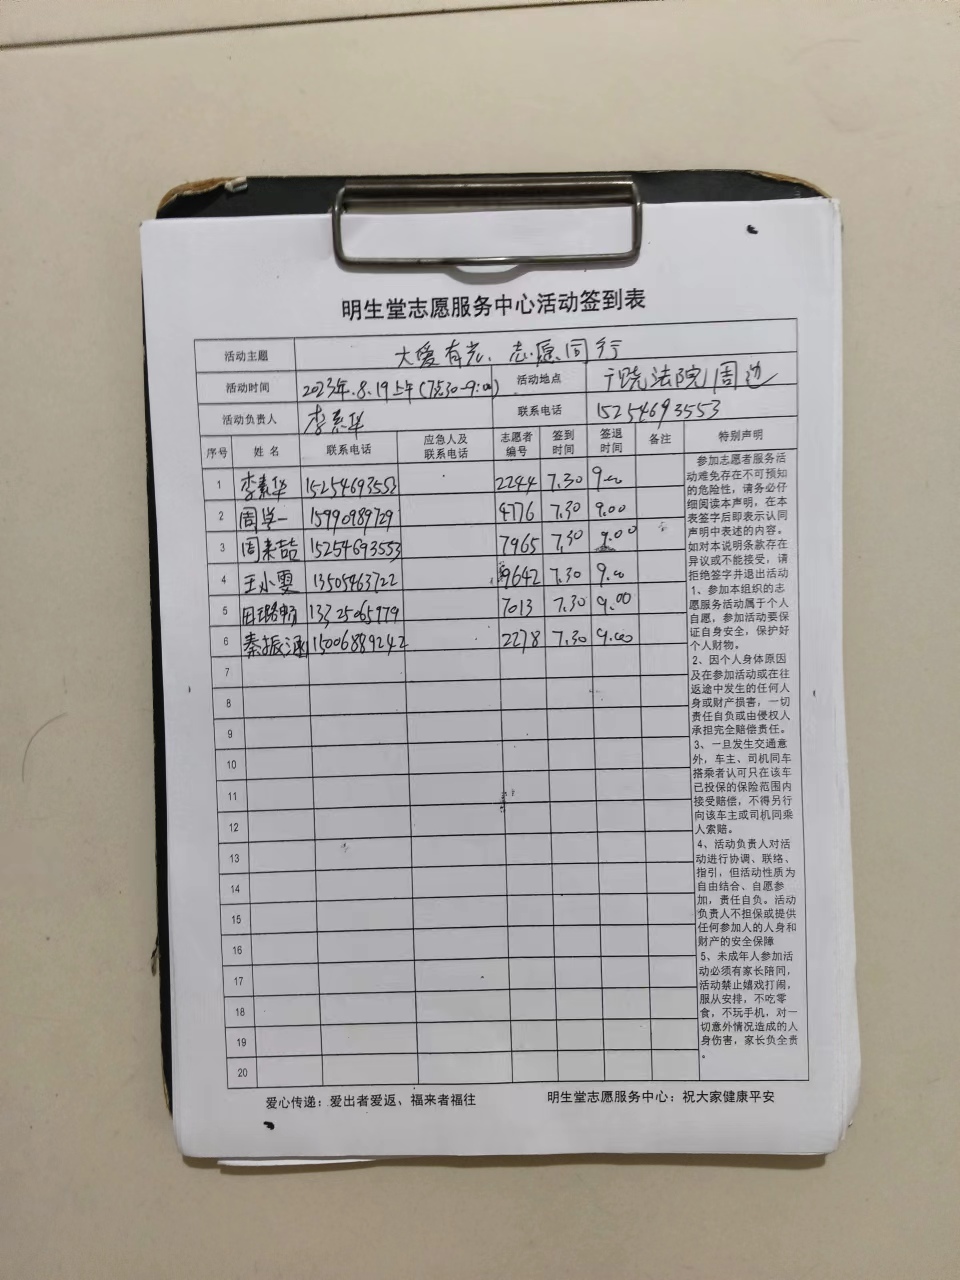 明生堂志愿服务中心活动签到表
活动主题 大爱有光、志愿同行
活动时间 2023年.8.19上午(7:30-9:00) 活动地点 广饶法院周边
活动负责人 李素华 联系电话 15254693553
序号 姓名 联系电话 应急人及联系电话 志愿者编号 签到时间 签退时间 备注 特别声明
1 李素华 15254693553 2244 7.30 9.00
2 周学一 15990989729 4776 7.30 9.00
3 周来喆 15254693553 7965 7.30 9.00
4 王小雯 13505463722 9642 7.30 9.00
5 田璐畅 13325065779 7013 7.30 9.00
6 秦振涵 15006889242 2278 7.30 9.00
7
8
9
10
11
12
13
14
15
16
17
18
19
20
参加志愿者服务活
动难免存在不可预知
的危险性，请务必仔
细阅读本声明，在本
表签字后即表示认同
声明中表述的内容。
如对本说明条款存在
异议或不能接受，请
拒绝签字并退出活动
1、参加本组织的志
愿服务活动属于个人
自愿，参加活动要保
证自身安全，保护好
个人财物。
2、因个人身体原因
及在参加活动或在往
返途中发生的任何人
身或财产损害，一切
责任自负或由侵权人
承担完全赔偿责任。
3、一旦发生交通意
外，车主、司机同车
搭乘者认可只在该车
已投保的保险范围内
接受赔偿，不得另行
向该车主或司机同乘
人索赔。
4、活动负责人对活
动进行协调、联络、
指引，但活动性质为
自由结合、自愿参
加，责任自负。活动
负责人不担保或提供
任何参加人的人身和
财产的安全保障
5、未成年人参加活
动必须有家长陪同，
活动禁止嬉戏打闹，
服从安排，不吃零
食，不玩手机，对一
切意外情况造成的人
身伤害，家长负全责
。
爱心传递：爱出者爱返、福来者福往 明生堂志愿服务中心：祝大家健康平安